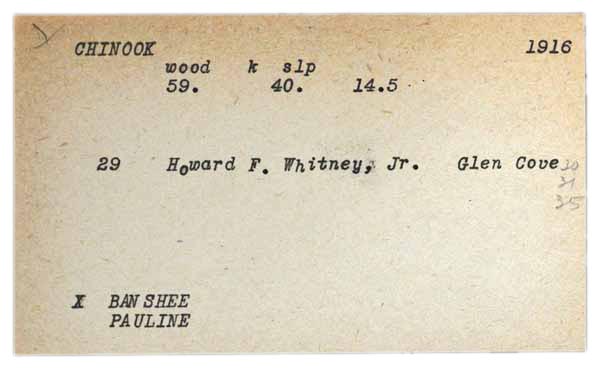 CHINOOK 1916
wood k slp
59. 40. 14.5
29 Howard F. Whitney, Jr. Glen Cove 30
31
35
X BANSHEE
PAULINE